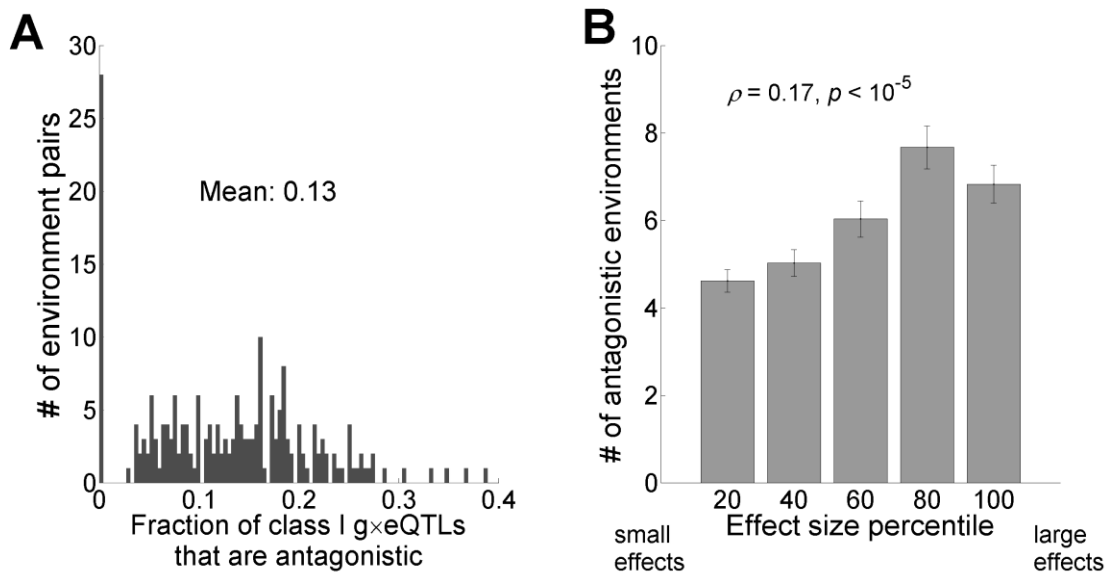 A
30
25
20
15
10
5
0
# of environment pairs
Mean: 0.13
0 0.1 0.2 0.3 0.4
Fraction of class I g×eQTLs
that are antagonistic
B
10
8
6
4
2
0
# of antagonistic environments
ρ = 0.17, p < 10⁻⁵
20 40 60 80 100
Effect size percentile
small
effects
large
effects